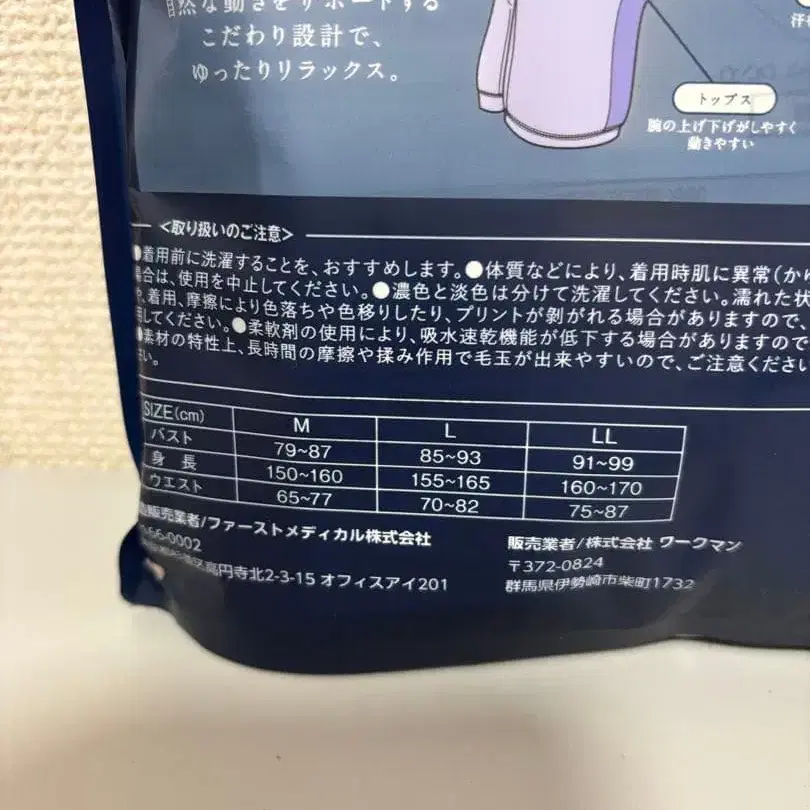 自然な動きをサポートする
こだわり設計で、
ゆったりリラックス。
汗
トップス
腕の上げ下げがしやすく
動きやすい
<取り扱いのご注意>
●着用前に洗濯することを、おすすめします。●体質などにより、着用時肌に異常(かゆ
場合は、使用を中止してください。●濃色と淡色は分けて洗濯してください。濡れた状
や、着用、摩擦により色落ちや色移りしたり、プリントが剥がれる場合がありますので、
用してください。●柔軟剤の使用により、吸水速乾機能が低下する場合がありますので
●素材の特性上、長時間の摩擦や揉み作用で毛玉が出来やすいので、ご注意ください
さい。
SIZE(cm) M L LL
バスト 79~87 85~93 91~99
身長 150~160 155~165 160~170
ウエスト 65~77 70~82 75~87
販売業者/ファーストメディカル株式会社
66-0002
区高円寺北2-3-15 オフィスアイ201
販売業者/株式会社 ワークマン
〒372-0824
群馬県伊勢崎市柴町1732